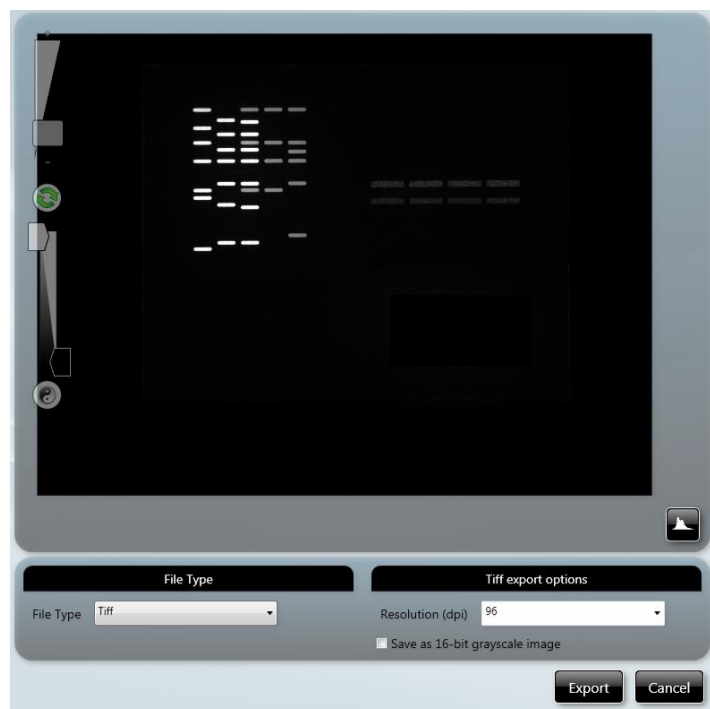 File Type
Tiff export options
File Type
Tiff
Resolution (dpi)
96
Save as 16-bit grayscale image
Export
Cancel